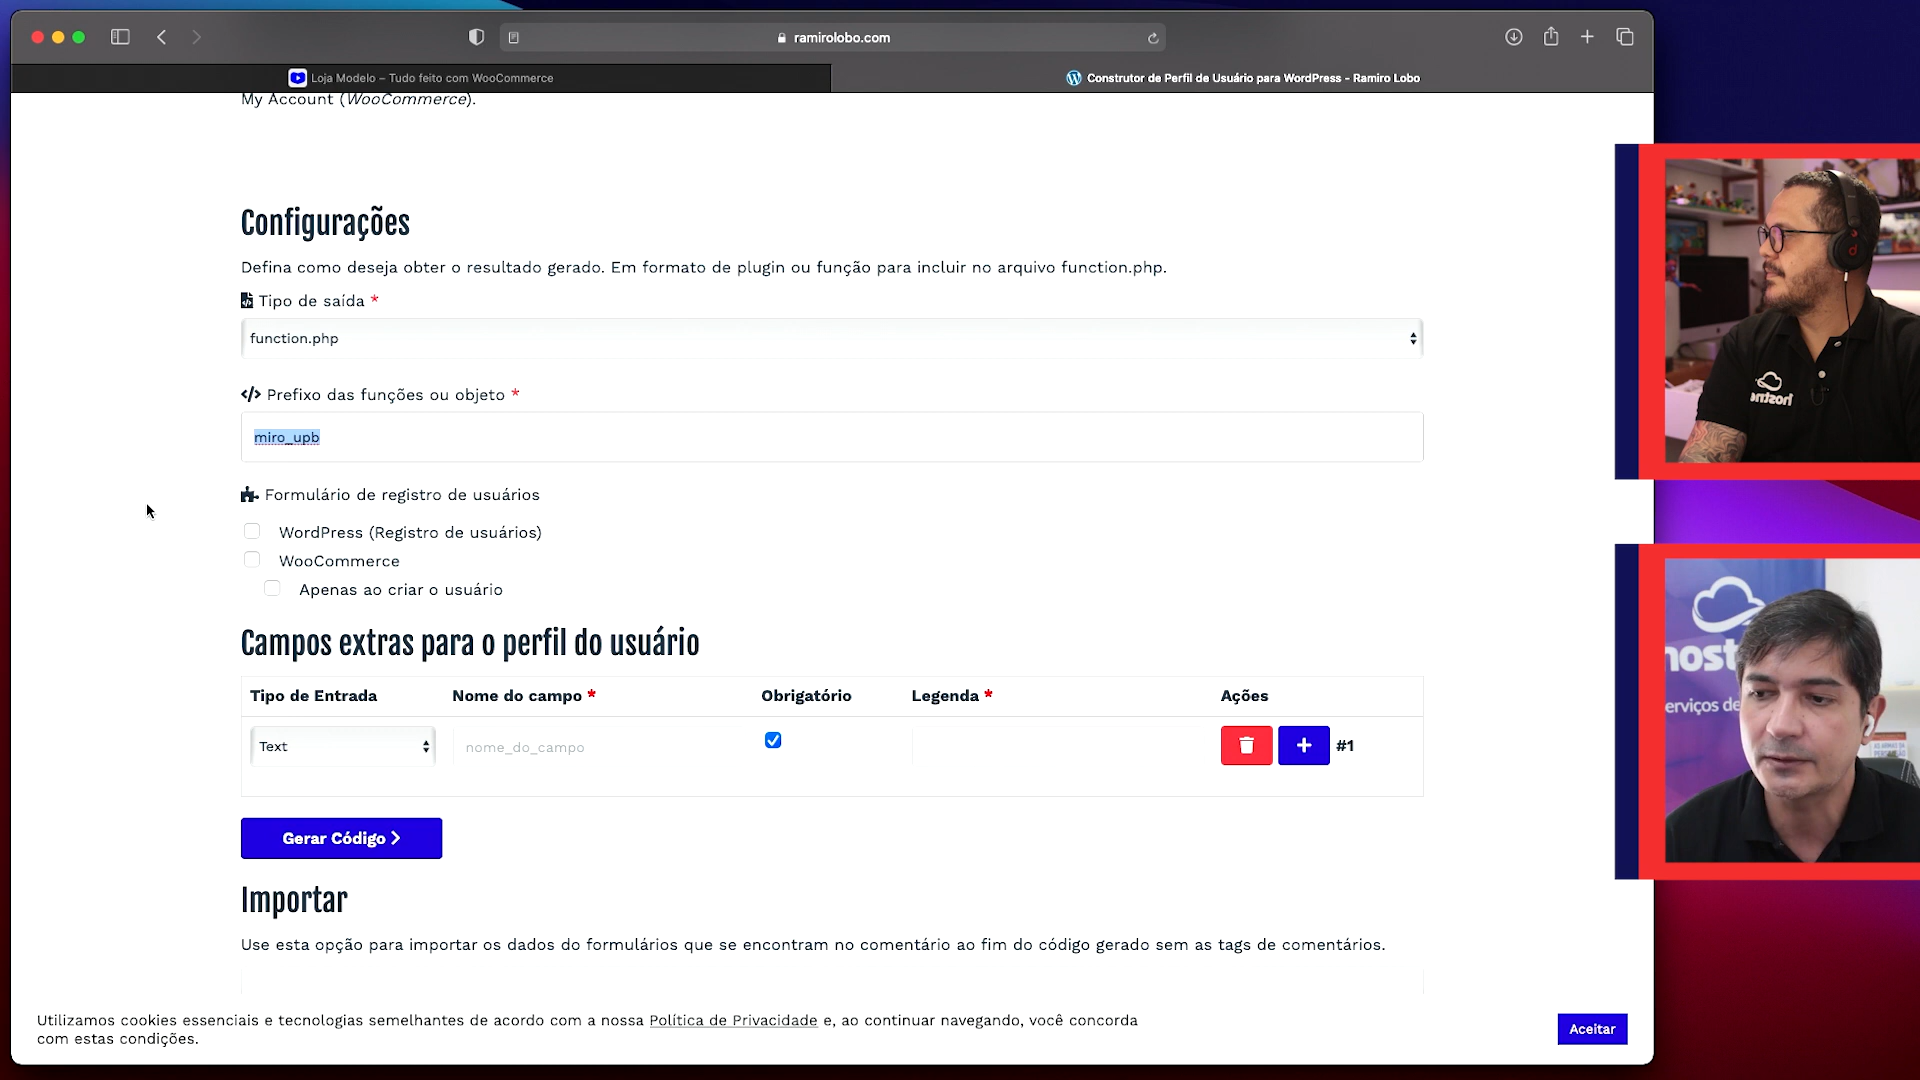 ramirolobo.com
Loja Modelo – Tudo feito com WooCommerce
Construtor de Perfil de Usuário para WordPress - Ramiro Lobo
My Account (WooCommerce).
Configurações
Defina como deseja obter o resultado gerado. Em formato de plugin ou função para incluir no arquivo function.php.
Tipo de saída *
function.php
</> Prefixo das funções ou objeto *
miro_upb
Formulário de registro de usuários
WordPress (Registro de usuários)
WooCommerce
Apenas ao criar o usuário
Campos extras para o perfil do usuário
Tipo de Entrada Nome do campo * Obrigatório Legenda * Ações
Text nome_do_campo + #1
Gerar Código
Importar
Use esta opção para importar os dados do formulários que se encontram no comentário ao fim do código gerado sem as tags de comentários.
Utilizamos cookies essenciais e tecnologias semelhantes de acordo com a nossa Política de Privacidade e, ao continuar navegando, você concorda
com estas condições.
Aceitar
host
erviços de